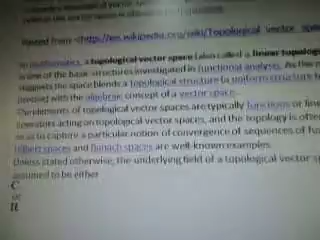 Retrieved from <http://en.wikipedia.org/wiki/Topological_vector_space
In mathematics, a topological vector space (also called a linear topolog
is one of the basic structures investigated in functional analysis. As the n
suggests the space blends a topological structure (a uniform structure to
precise) with the algebraic concept of a vector space.
The elements of topological vector spaces are typically functions or line
operators acting on topological vector spaces, and the topology is ofte
so as to capture a particular notion of convergence of sequences of fu
Hilbert spaces and Banach spaces are well-known examples.
Unless stated otherwise, the underlying field of a topological vector sp
assumed to be either
C
or
R